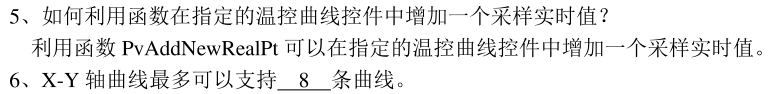 5、如何利用函数在指定的温控曲线控件中增加一个采样实时值？
利用函数 PvAddNewRealPt 可以在指定的温控曲线控件中增加一个采样实时值。
6、X-Y 轴曲线最多可以支持 8 条曲线。